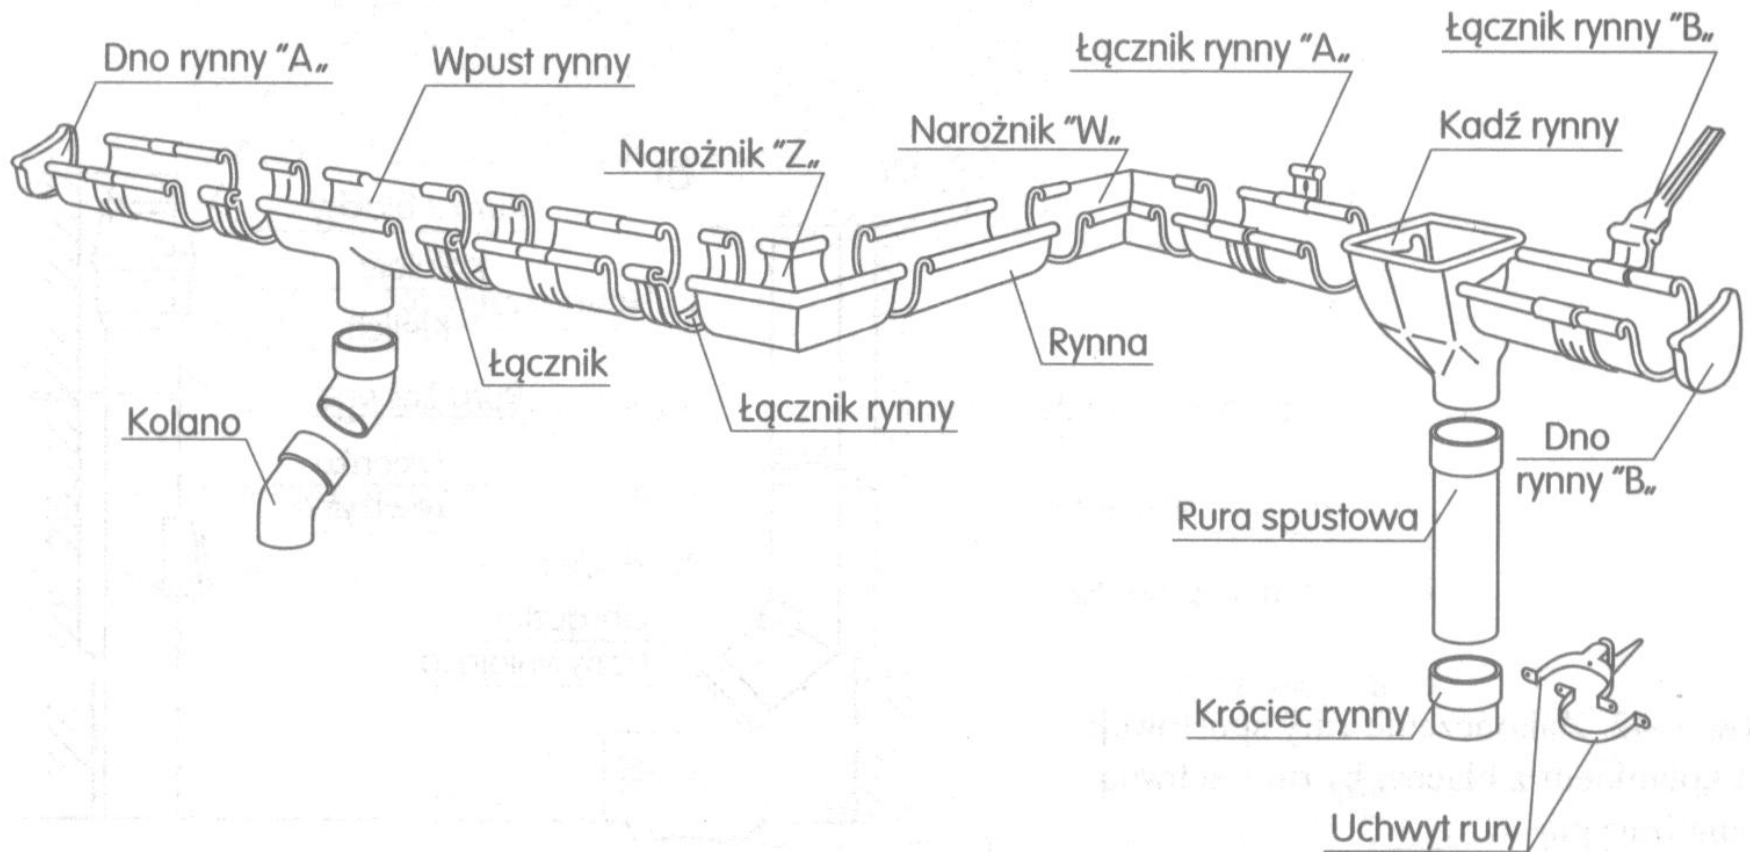 Dno rynny "A„
Wpust rynny
Narożnik "Z„
Narożnik "W„
Łącznik rynny "A„
Łącznik rynny "B„
Kadź rynny
Łącznik
Łącznik rynny
Rynna
Kolano
Dno
rynny "B„
Rura spustowa
Króciec rynny
Uchwyt rury